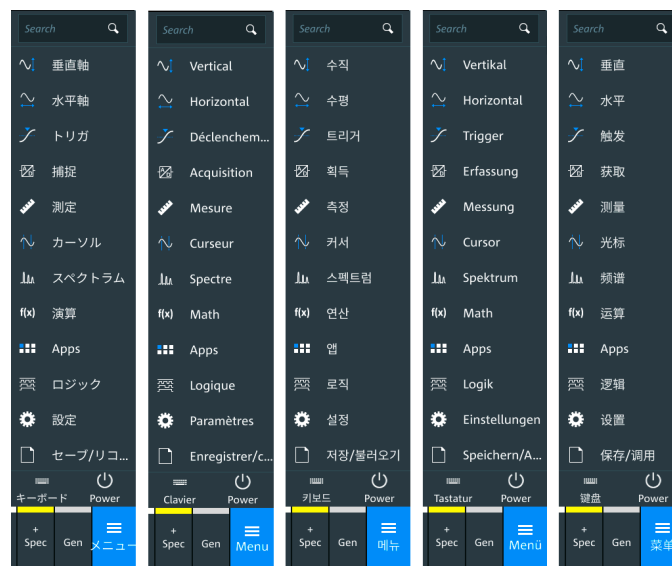 Search
垂直軸
水平軸
トリガ
捕捉
測定
カーソル
スペクトラム
f(x) 演算
Apps
ロジック
設定
セーブ/リコ...
キーボード Power
+
Spec Gen メニュー
Search
Vertical
Horizontal
Déclenchem...
Acquisition
Mesure
Curseur
Spectre
f(x) Math
Apps
Logique
Paramètres
Enregistrer/c...
Clavier Power
+
Spec Gen Menu
Search
수직
수평
트리거
획득
측정
커서
스펙트럼
f(x) 연산
앱
로직
설정
저장/불러오기
키보드 Power
+
Spec Gen 메뉴
Search
Vertikal
Horizontal
Trigger
Erfassung
Messung
Cursor
Spektrum
f(x) Math
Apps
Logik
Einstellungen
Speichern/A...
Tastatur Power
+
Spec Gen Menü
Search
垂直
水平
触发
获取
测量
光标
频谱
f(x) 运算
Apps
逻辑
设置
保存/调用
键盘 Power
+
Spec Gen 菜单